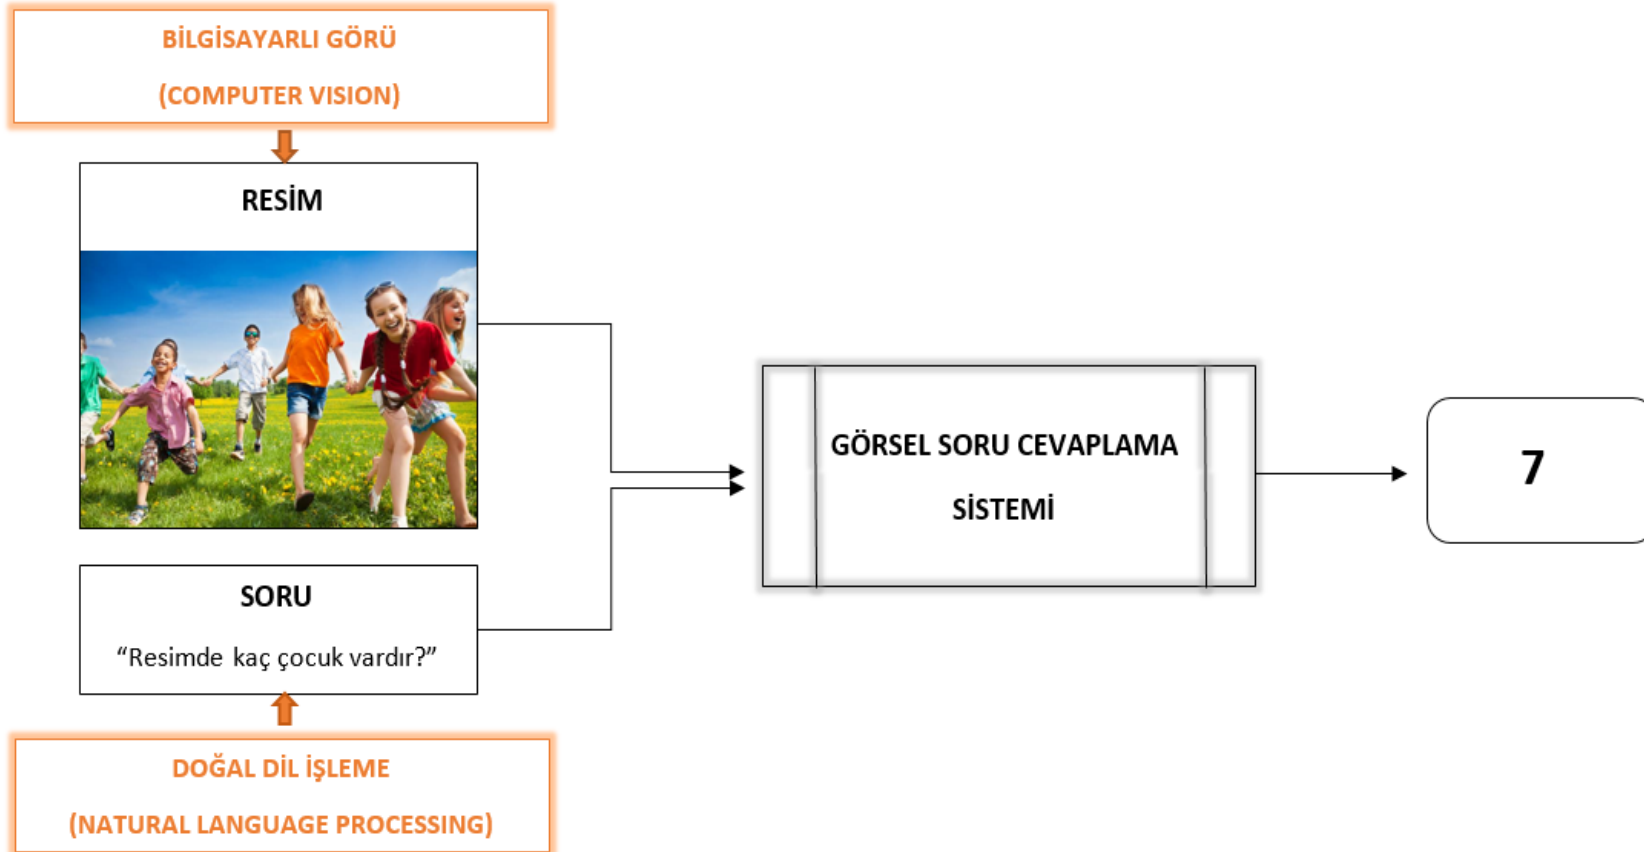 BİLGİSAYARLI GÖRÜ
(COMPUTER VISION)
RESİM
SORU
“Resimde kaç çocuk vardır?”
DOĞAL DİL İŞLEME
(NATURAL LANGUAGE PROCESSING)
GÖRSEL SORU CEVAPLAMA
SİSTEMİ
7